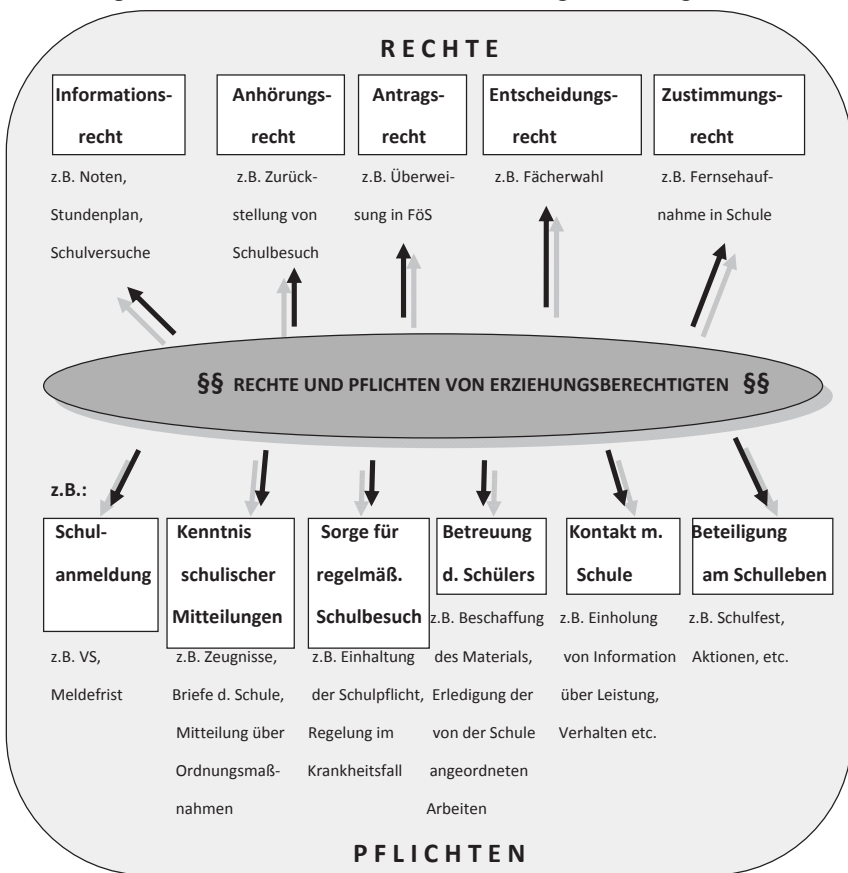 RECHTE
Informations-
recht
z.B. Noten,
Stundenplan,
Schulversuche
Anhörungs-
recht
z.B. Zurück-
stellung von
Schulbesuch
Antrags-
recht
z.B. Überwei-
sung in FöS
Entscheidungs-
recht
z.B. Fächerwahl
Zustimmungs-
recht
z.B. Fernsehauf-
nahme in Schule
§§ RECHTE UND PFLICHTEN VON ERZIEHUNGSBERECHTIGTEN §§
z.B.:
Schul-
anmeldung
z.B. VS,
Meldefrist
Kenntnis
schulischer
Mitteilungen
z.B. Zeugnisse,
Briefe d. Schule,
Mitteilung über
Ordnungsmaß-
nahmen
Sorge für
regelmäß.
Schulbesuch
z.B. Einhaltung
der Schulpflicht,
Regelung im
Krankheitsfall
Betreuung
d. Schülers
z.B. Beschaffung
des Materials,
Erledigung der
von der Schule
angeordneten
Arbeiten
Kontakt m.
Schule
z.B. Einholung
von Information
über Leistung,
Verhalten etc.
Beteiligung
am Schulleben
z.B. Schulfest,
Aktionen, etc.
PFLICHTEN